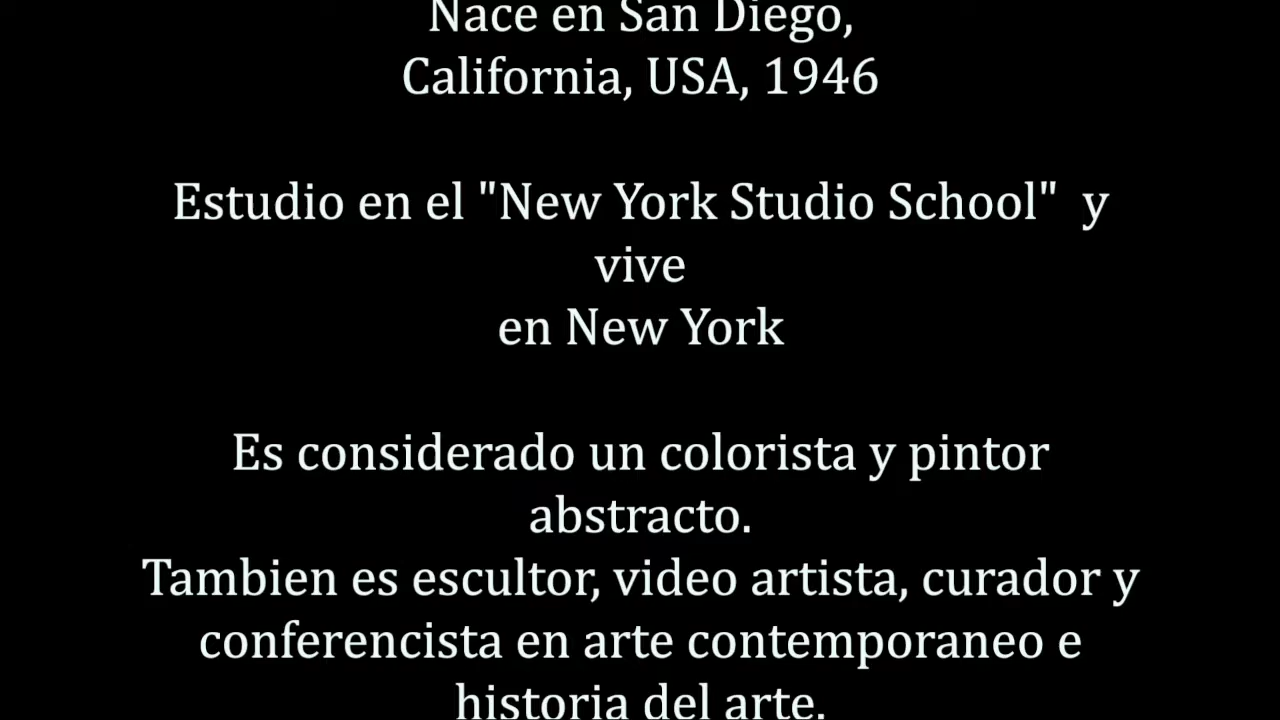 Nace en San Diego,
California, USA, 1946
Estudio en el "New York Studio School" y
vive
en New York
Es considerado un colorista y pintor
abstracto.
Tambien es escultor, video artista, curador y
conferencista en arte contemporaneo e
historia del arte.